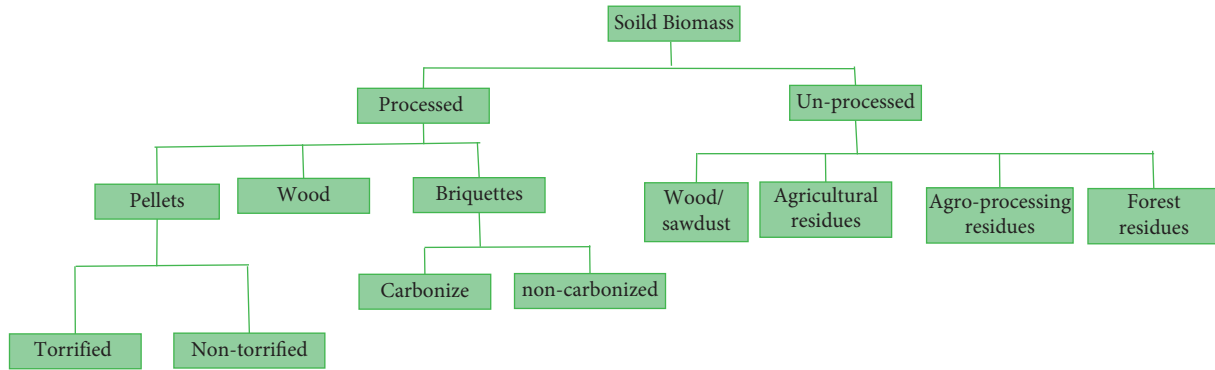 Soild Biomass
Processed
Un-processed
Pellets
Wood
Briquettes
Wood/
sawdust
Agricultural
residues
Agro-processing
residues
Forest
residues
Carbonize
non-carbonized
Torrified
Non-torrified